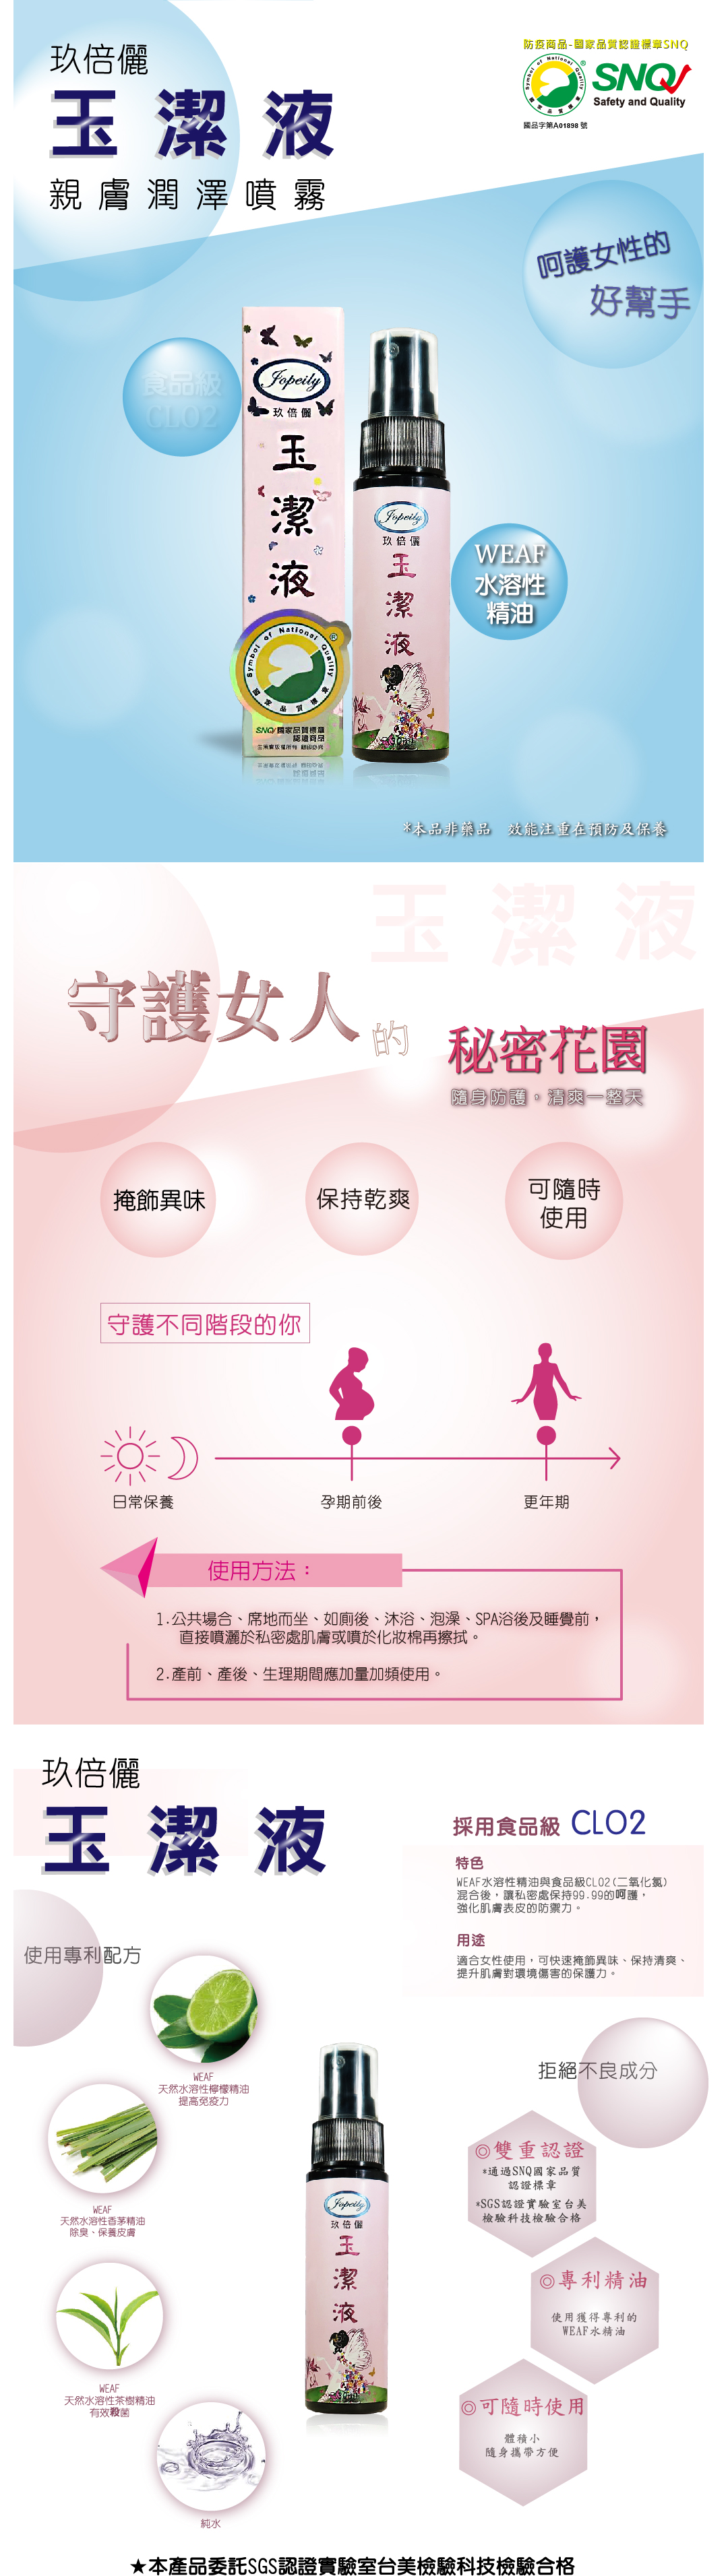 玖倍儷
玉潔液
親膚潤澤噴霧
防疫商品-國家品質認證標章SNQ
Symbol of National Quality
國家品質標章
®
SNQ
Safety and Quality
國品字第A01898 號
呵護女性的
好幫手
食品級
CLO2
Jopeily
玖倍儷
玉潔液
Symbol of National Quality
®
SNQ 國家品質標章
認證商品
Jopeily
玖倍儷
玉潔液
WEAF
水溶性
精油
*本品非藥品 效能注重在預防及保養
玉潔液
守護女人的
秘密花園
隨身防護,清爽一整天
掩飾異味
保持乾爽
可隨時
使用
守護不同階段的你
日常保養
孕期前後
更年期
使用方法:
1.公共場合、席地而坐、如廁後、沐浴、泡澡、SPA浴後及睡覺前,
直接噴灑於私密處肌膚或噴於化妝棉再擦拭。
2.產前、產後、生理期間應加量加頻使用。
玖倍儷
玉潔液
採用食品級 CLO2
特色
WEAF水溶性精油與食品級CLO2(二氧化氯)
混合後,讓私密處保持99.99的呵護,
強化肌膚表皮的防禦力。
用途
適合女性使用,可快速掩飾異味、保持清爽、
提升肌膚對環境傷害的保護力。
使用專利配方
WEAF
天然水溶性檸檬精油
提高免疫力
WEAF
天然水溶性香茅精油
除臭、保養皮膚
WEAF
天然水溶性茶樹精油
有效殺菌
純水
Jopeily
玖倍儷
玉潔液
拒絕不良成分
◎雙重認證
*通過SNQ國家品質
認證標章
*SGS認證實驗室台美
檢驗科技檢驗合格
◎專利精油
使用獲得專利的
WEAF水精油
◎可隨時使用
體積小
隨身攜帶方便
★本產品委託SGS認證實驗室台美檢驗科技檢驗合格